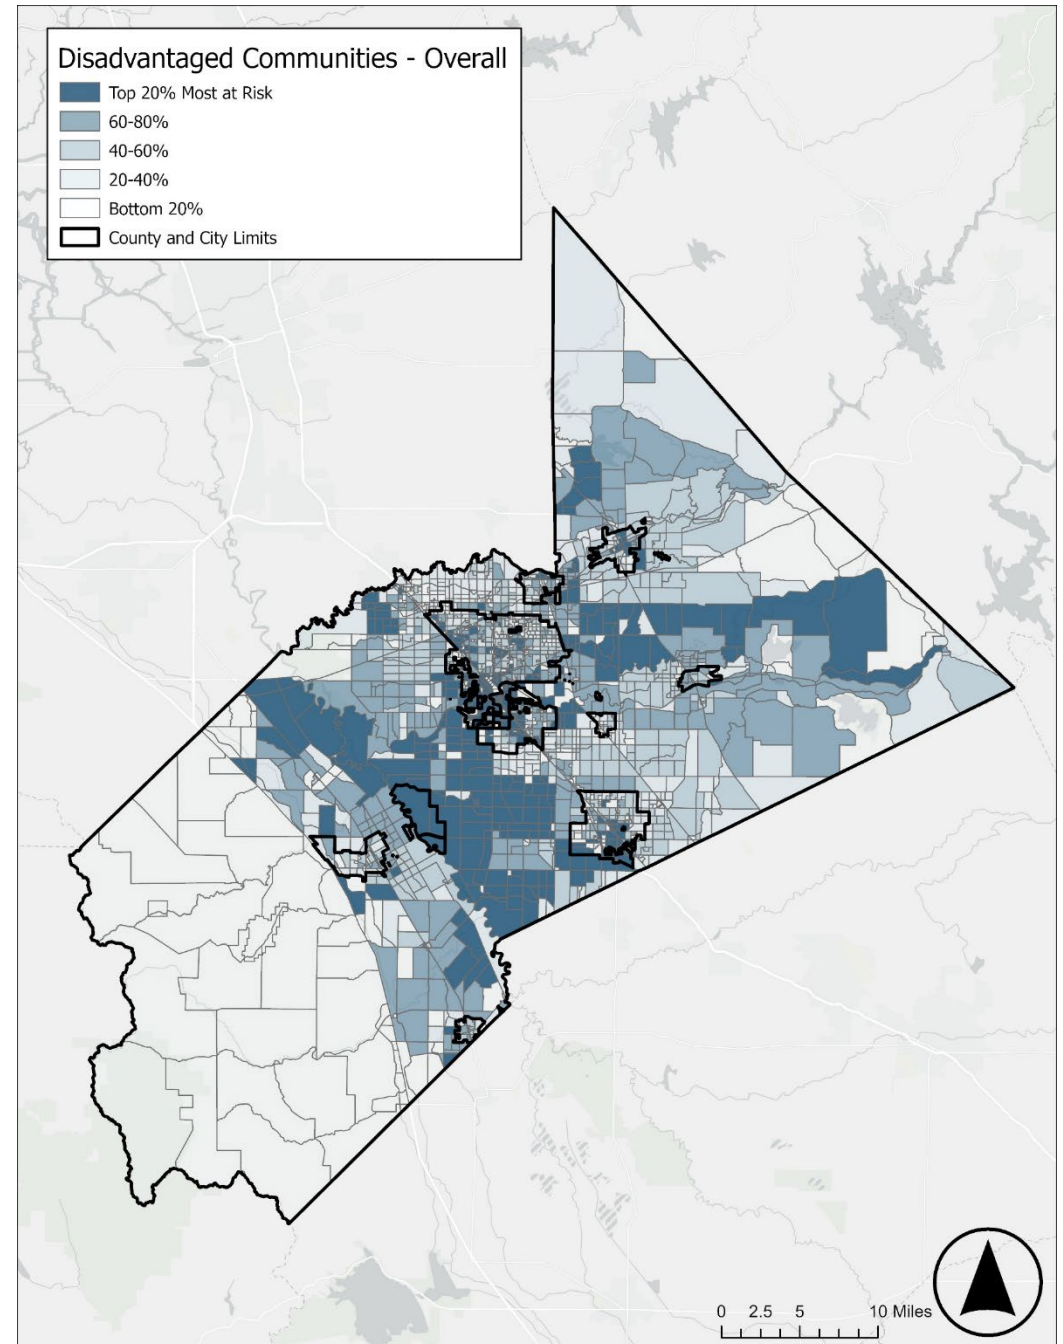 Disadvantaged Communities - Overall
Top 20% Most at Risk
60-80%
40-60%
20-40%
Bottom 20%
County and City Limits
0 2.5 5 10 Miles